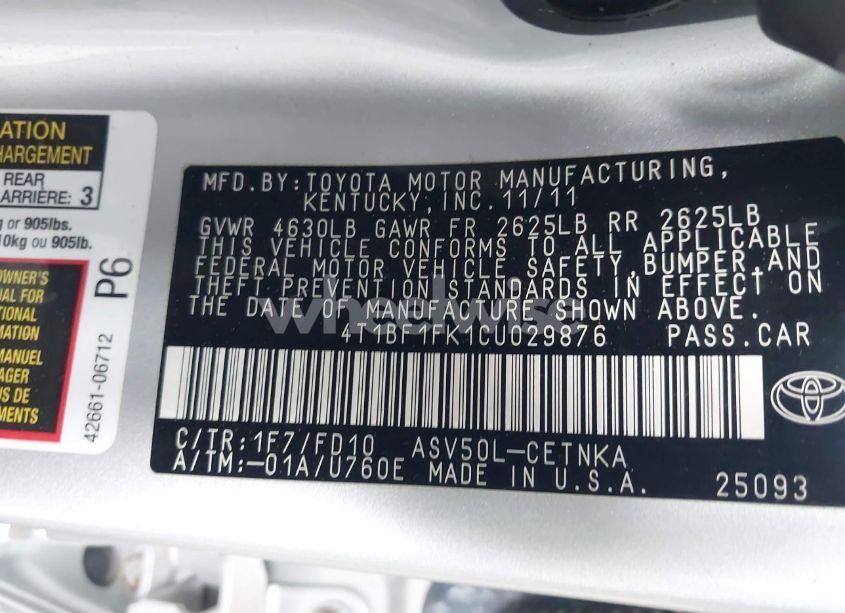 ATION
HARGEMENT
REAR
ARRIÈRE: 3
g or 905lbs.
10kg ou 905lb.
OWNER'S
UAL FOR
TIONAL
RMATION
MANUEL
AGER
US DE
EMENTS
P6
42661-06712
MFD.BY:TOYOTA MOTOR MANUFACTURING,
KENTUCKY,INC.11/11
GVWR 4630LB GAWR FR 2625LB RR 2625LB
THIS VEHICLE CONFORMS TO ALL APPLICABLE
FEDERAL MOTOR VEHICLE SAFETY,BUMPER,AND
THEFT PREVENTION STANDARDS IN EFFECT ON
THE DATE OF MANUFACTURE SHOWN ABOVE.
4T1BF1FK1CU029876 PASS.CAR
C/TR:1F7/FD10 ASV50L-CETNKA
A/TM:-01A/U760E MADE IN U.S.A. 25093
wheelwise